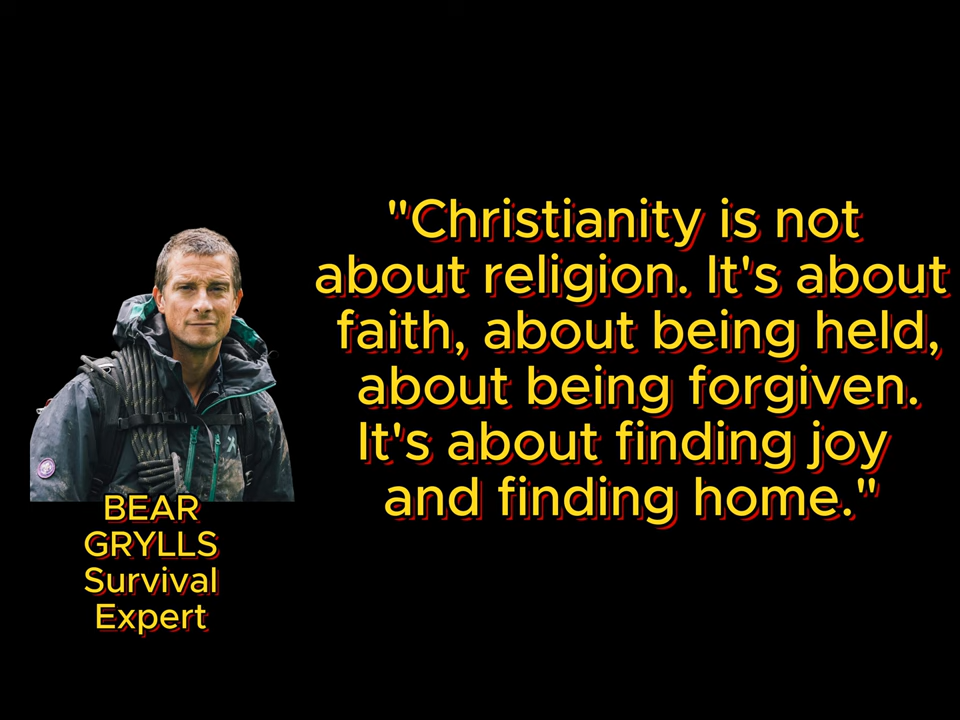 "Christianity is not
about religion. It's about
faith, about being held,
about being forgiven.
It's about finding joy
and finding home."
BEAR
GRYLLS
Survival
Expert